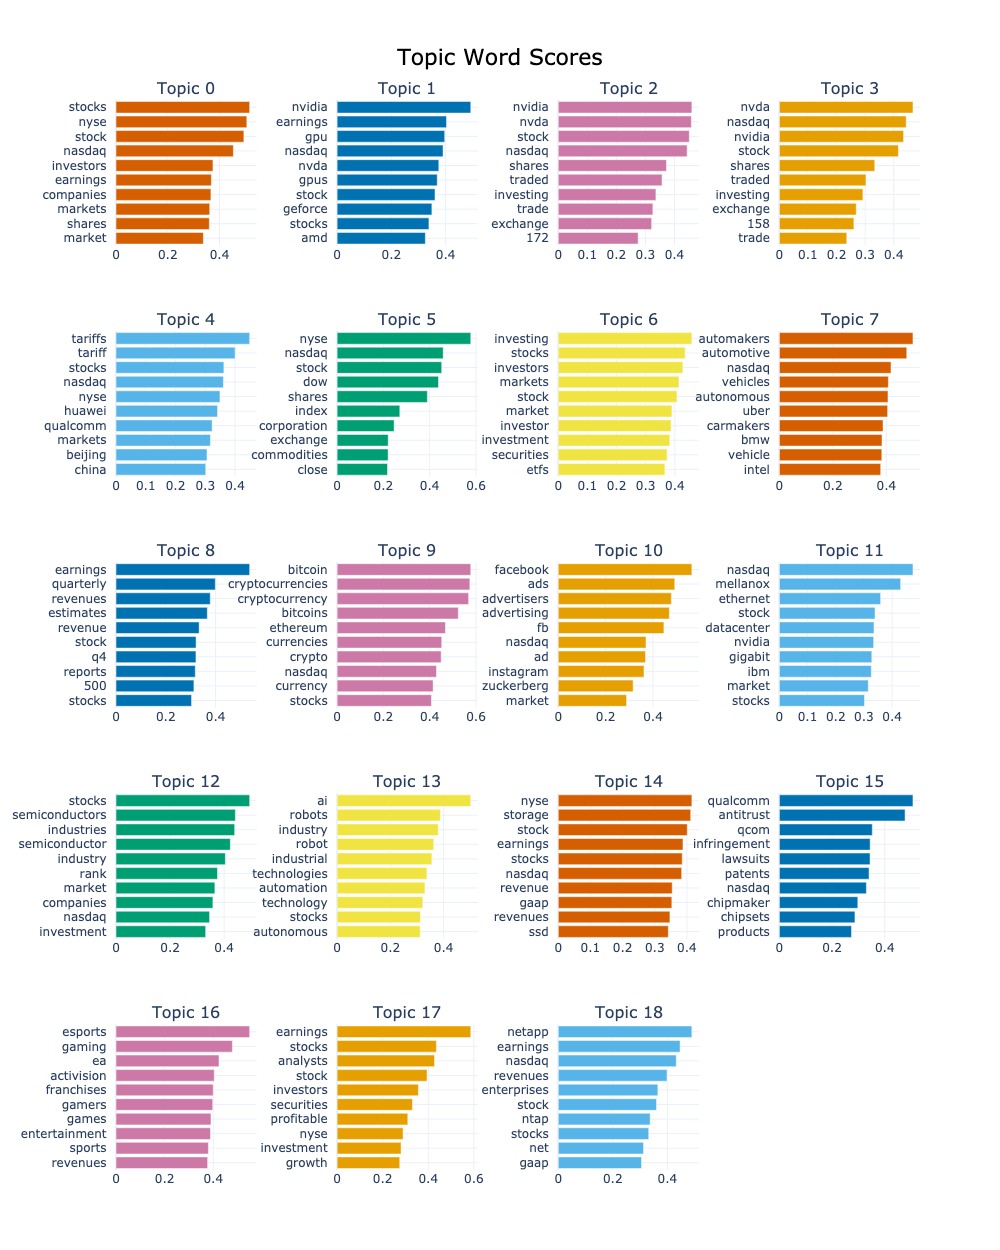 Topic Word Scores
Topic 0
stocks
nyse
stock
nasdaq
investors
earnings
companies
markets
shares
market
0 0.2 0.4
Topic 1
nvidia
earnings
gpu
nasdaq
nvda
gpus
stock
geforce
stocks
amd
0 0.2 0.4
Topic 2
nvidia
nvda
stock
nasdaq
shares
traded
investing
trade
exchange
172
0 0.1 0.2 0.3 0.4
Topic 3
nvda
nasdaq
nvidia
stock
shares
traded
investing
exchange
158
trade
0 0.1 0.2 0.3 0.4
Topic 4
tariffs
tariff
stocks
nasdaq
nyse
huawei
qualcomm
markets
beijing
china
0 0.1 0.2 0.3 0.4
Topic 5
nyse
nasdaq
stock
dow
shares
index
corporation
exchange
commodities
close
0 0.2 0.4 0.6
Topic 6
investing
stocks
investors
markets
stock
market
investor
investment
securities
etfs
0 0.1 0.2 0.3 0.4
Topic 7
automakers
automotive
nasdaq
vehicles
autonomous
uber
carmakers
bmw
vehicle
intel
0 0.2 0.4
Topic 8
earnings
quarterly
revenues
estimates
revenue
stock
q4
reports
500
stocks
0 0.2 0.4
Topic 9
bitcoin
cryptocurrencies
cryptocurrency
bitcoins
ethereum
currencies
crypto
nasdaq
currency
stocks
0 0.2 0.4 0.6
Topic 10
facebook
ads
advertisers
advertising
fb
nasdaq
ad
instagram
zuckerberg
market
0 0.2 0.4
Topic 11
nasdaq
mellanox
ethernet
stock
datacenter
nvidia
gigabit
ibm
market
stocks
0 0.1 0.2 0.3 0.4
Topic 12
stocks
semiconductors
industries
semiconductor
industry
rank
market
companies
nasdaq
investment
0 0.2 0.4
Topic 13
ai
robots
industry
robot
industrial
technologies
automation
technology
stocks
autonomous
0 0.2 0.4
Topic 14
nyse
storage
stock
earnings
stocks
nasdaq
revenue
gaap
revenues
ssd
0 0.1 0.2 0.3 0.4
Topic 15
qualcomm
antitrust
qcom
infringement
lawsuits
patents
nasdaq
chipmaker
chipsets
products
0 0.2 0.4
Topic 16
esports
gaming
ea
activision
franchises
gamers
games
entertainment
sports
revenues
0 0.2 0.4
Topic 17
earnings
stocks
analysts
stock
investors
securities
profitable
nyse
investment
growth
0 0.2 0.4 0.6
Topic 18
netapp
earnings
nasdaq
revenues
enterprises
stock
ntap
stocks
net
gaap
0 0.2 0.4